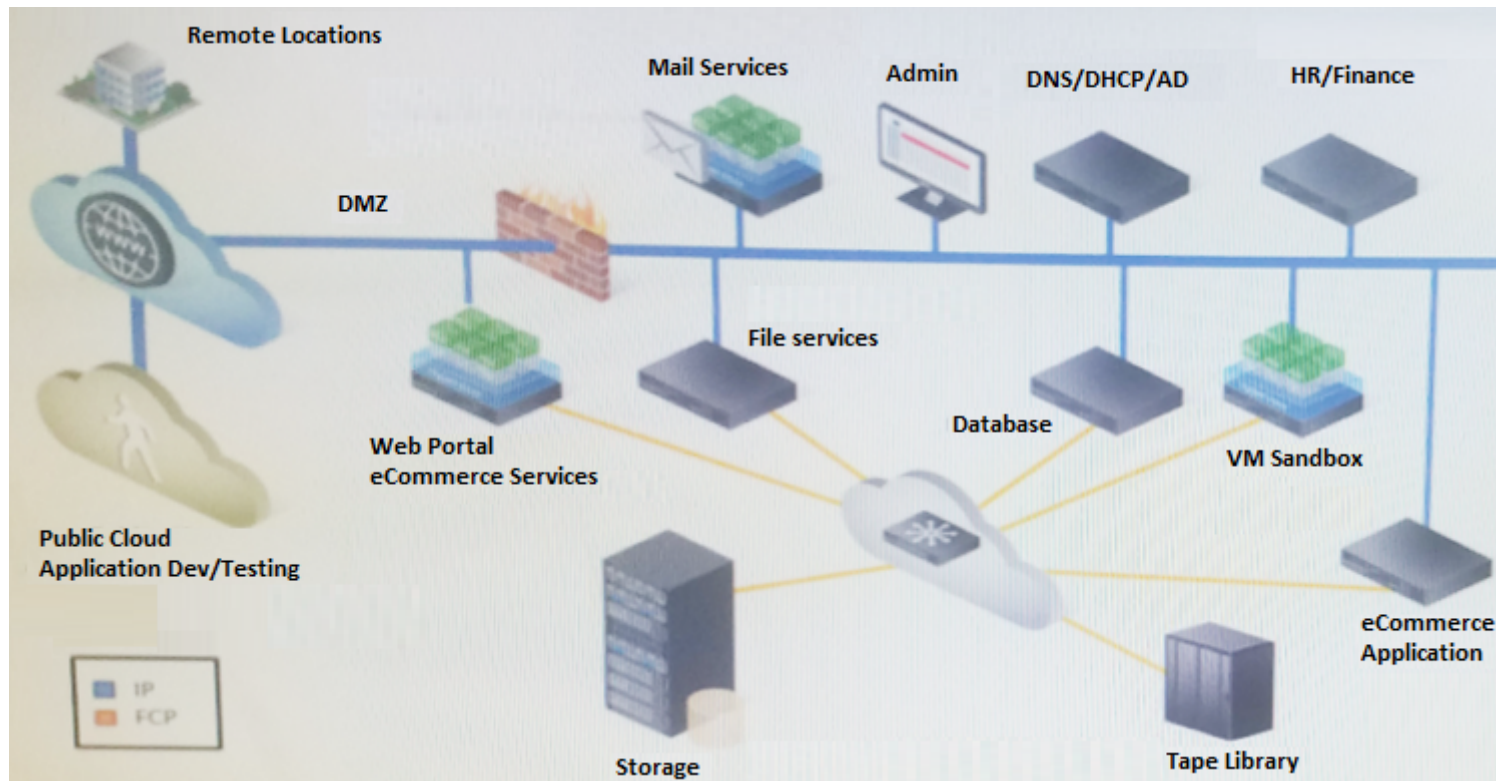 Remote Locations
Mail Services
Admin
DNS/DHCP/AD
HR/Finance
DMZ
www
File services
Database
Web Portal
eCommerce Services
VM Sandbox
Public Cloud
Application Dev/Testing
eCommerce
Application
IP
FCP
Storage
Tape Library